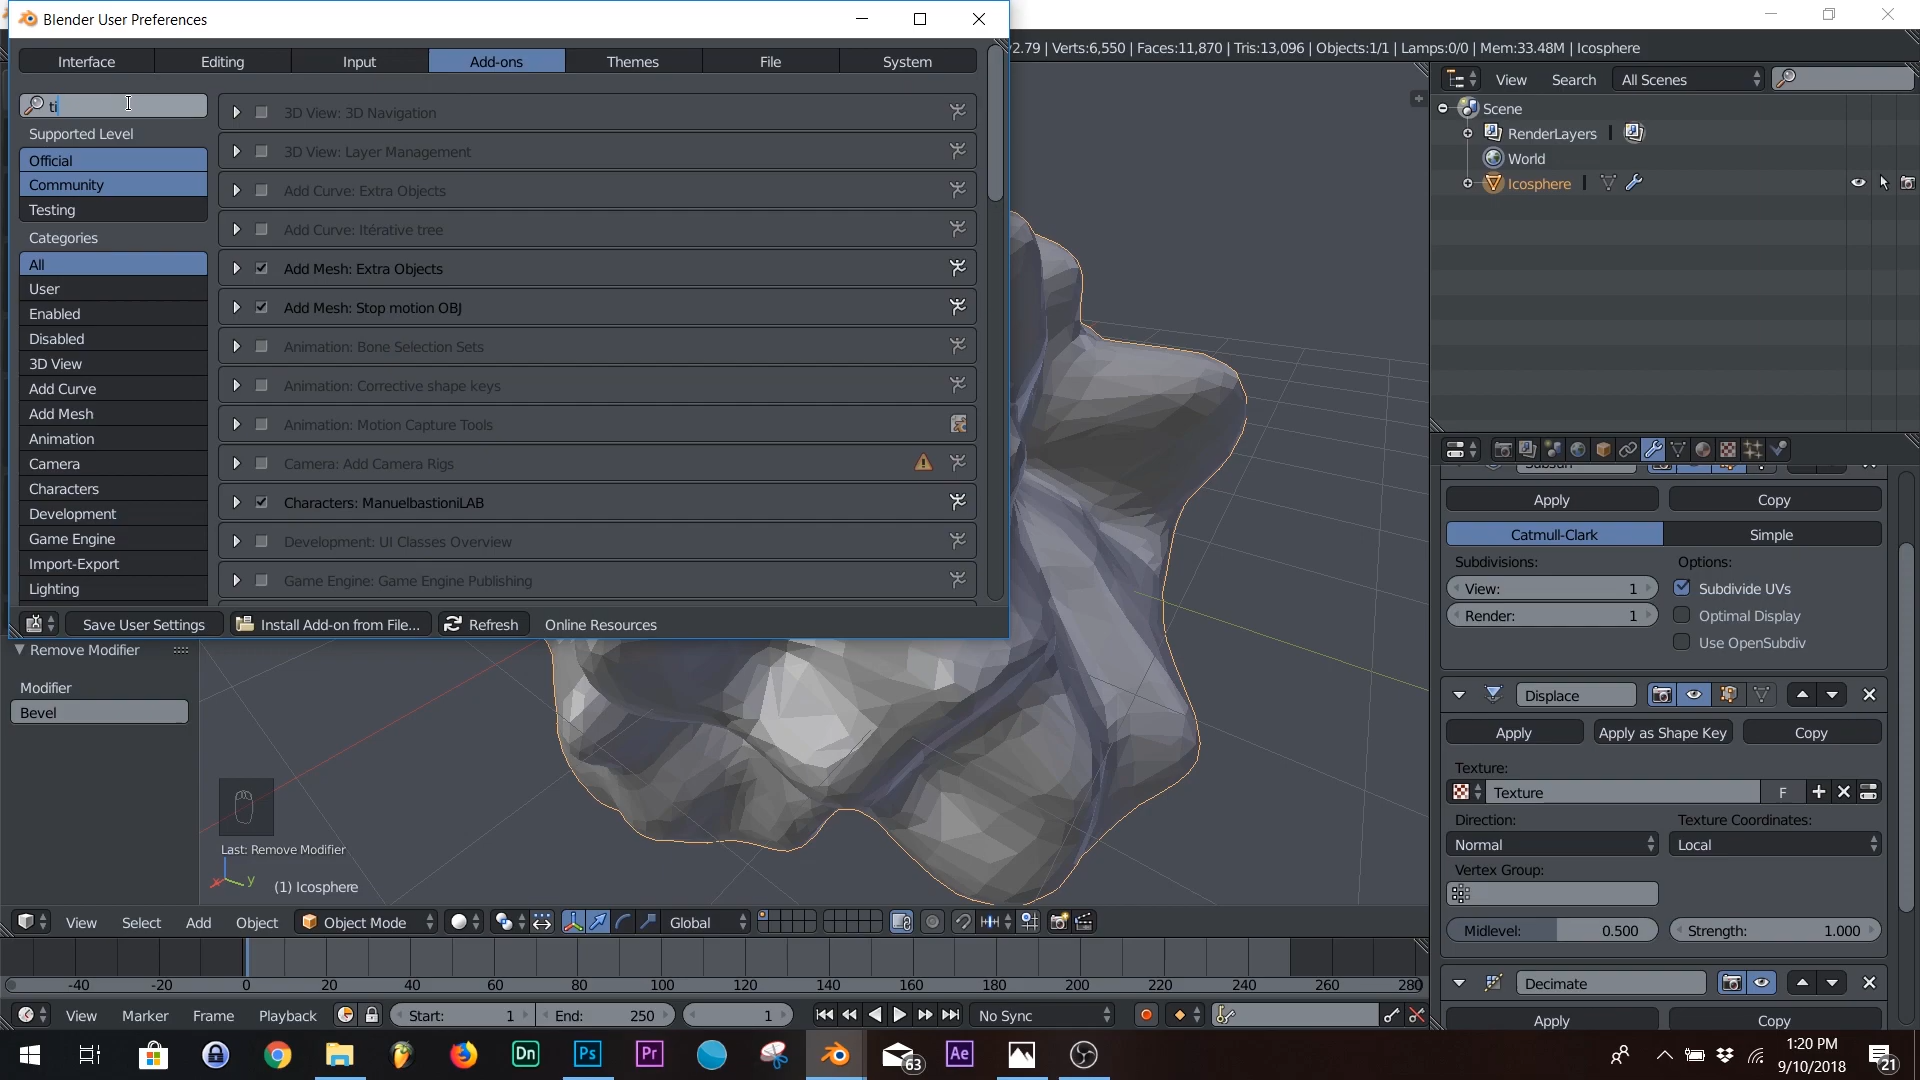 Blender User Preferences
Interface
Editing
Input
Add-ons
Themes
File
System
ti
Supported Level
Official
Community
Testing
Categories
All
User
Enabled
Disabled
3D View
Add Curve
Add Mesh
Animation
Camera
Characters
Development
Game Engine
Import-Export
Lighting
3D View: 3D Navigation
3D View: Layer Management
Add Curve: Extra Objects
Add Curve: Itérative tree
Add Mesh: Extra Objects
Add Mesh: Stop motion OBJ
Animation: Bone Selection Sets
Animation: Corrective shape keys
Animation: Motion Capture Tools
Camera: Add Camera Rigs
Characters: ManuelbastioniLAB
Development: UI Classes Overview
Game Engine: Game Engine Publishing
Save User Settings
Install Add-on from File...
Refresh
Online Resources
2.79 | Verts:6,550 | Faces:11,870 | Tris:13,096 | Objects:1/1 | Lamps:0/0 | Mem:33.48M | Icosphere
View
Search
All Scenes
Scene
RenderLayers |
World
Icosphere |
Apply
Copy
Catmull-Clark
Simple
Subdivisions:
Options:
View: 1
Subdivide UVs
Render: 1
Optimal Display
Use OpenSubdiv
Displace
Apply
Apply as Shape Key
Copy
Texture:
Texture
F
Direction:
Texture Coordinates:
Normal
Local
Vertex Group:
Midlevel: 0.500
Strength: 1.000
Decimate
Apply
Copy
Remove Modifier
Modifier
Bevel
Last: Remove Modifier
x
y
(1) Icosphere
View
Select
Add
Object
Object Mode
Global
-40 -20 0 20 40 60 80 100 120 140 160 180 200 220 240 260 280
View
Marker
Frame
Playback
Start: 1
End: 250
1
No Sync
Dn
Ps
Pr
63
Ae
1:20 PM
9/10/2018
21